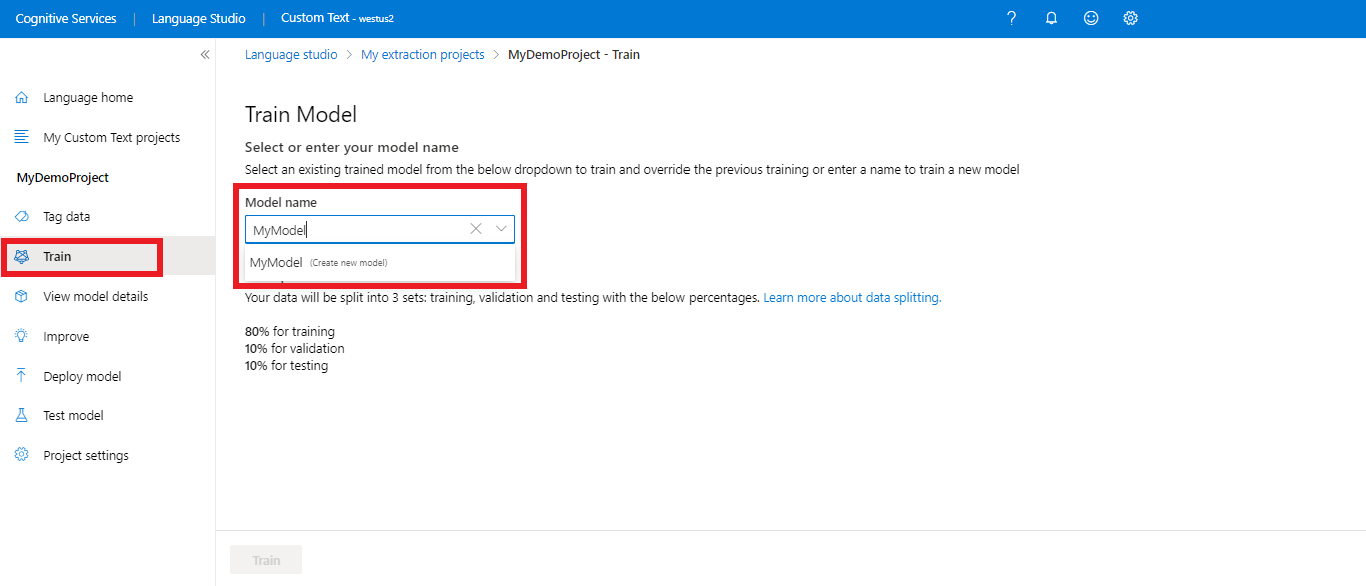 Cognitive Services | Language Studio | Custom Text - westus2
Language studio > My extraction projects > MyDemoProject - Train
Language home
My Custom Text projects
MyDemoProject
Tag data
Train
View model details
Improve
Deploy model
Test model
Project settings
Train Model
Select or enter your model name
Select an existing trained model from the below dropdown to train and override the previous training or enter a name to train a new model
Model name
MyModel
MyModel (Create new model)
Your data will be split into 3 sets: training, validation and testing with the below percentages. Learn more about data splitting.
80% for training
10% for validation
10% for testing
Train